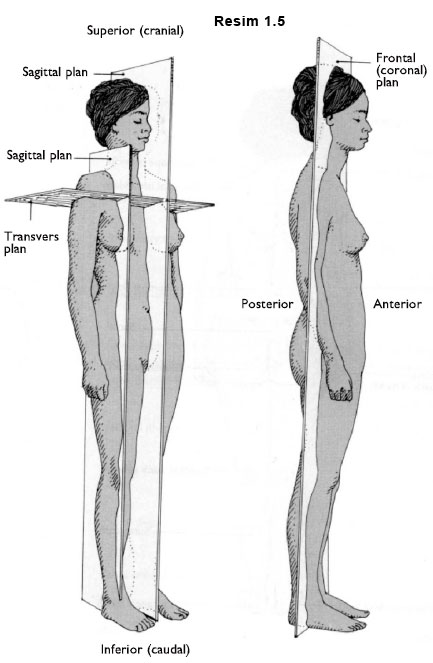 Resim 1.5
Superior (cranial)
Sagittal plan
Frontal
(coronal)
plan
Sagittal plan
Transvers
plan
Posterior
Anterior
Inferior (caudal)